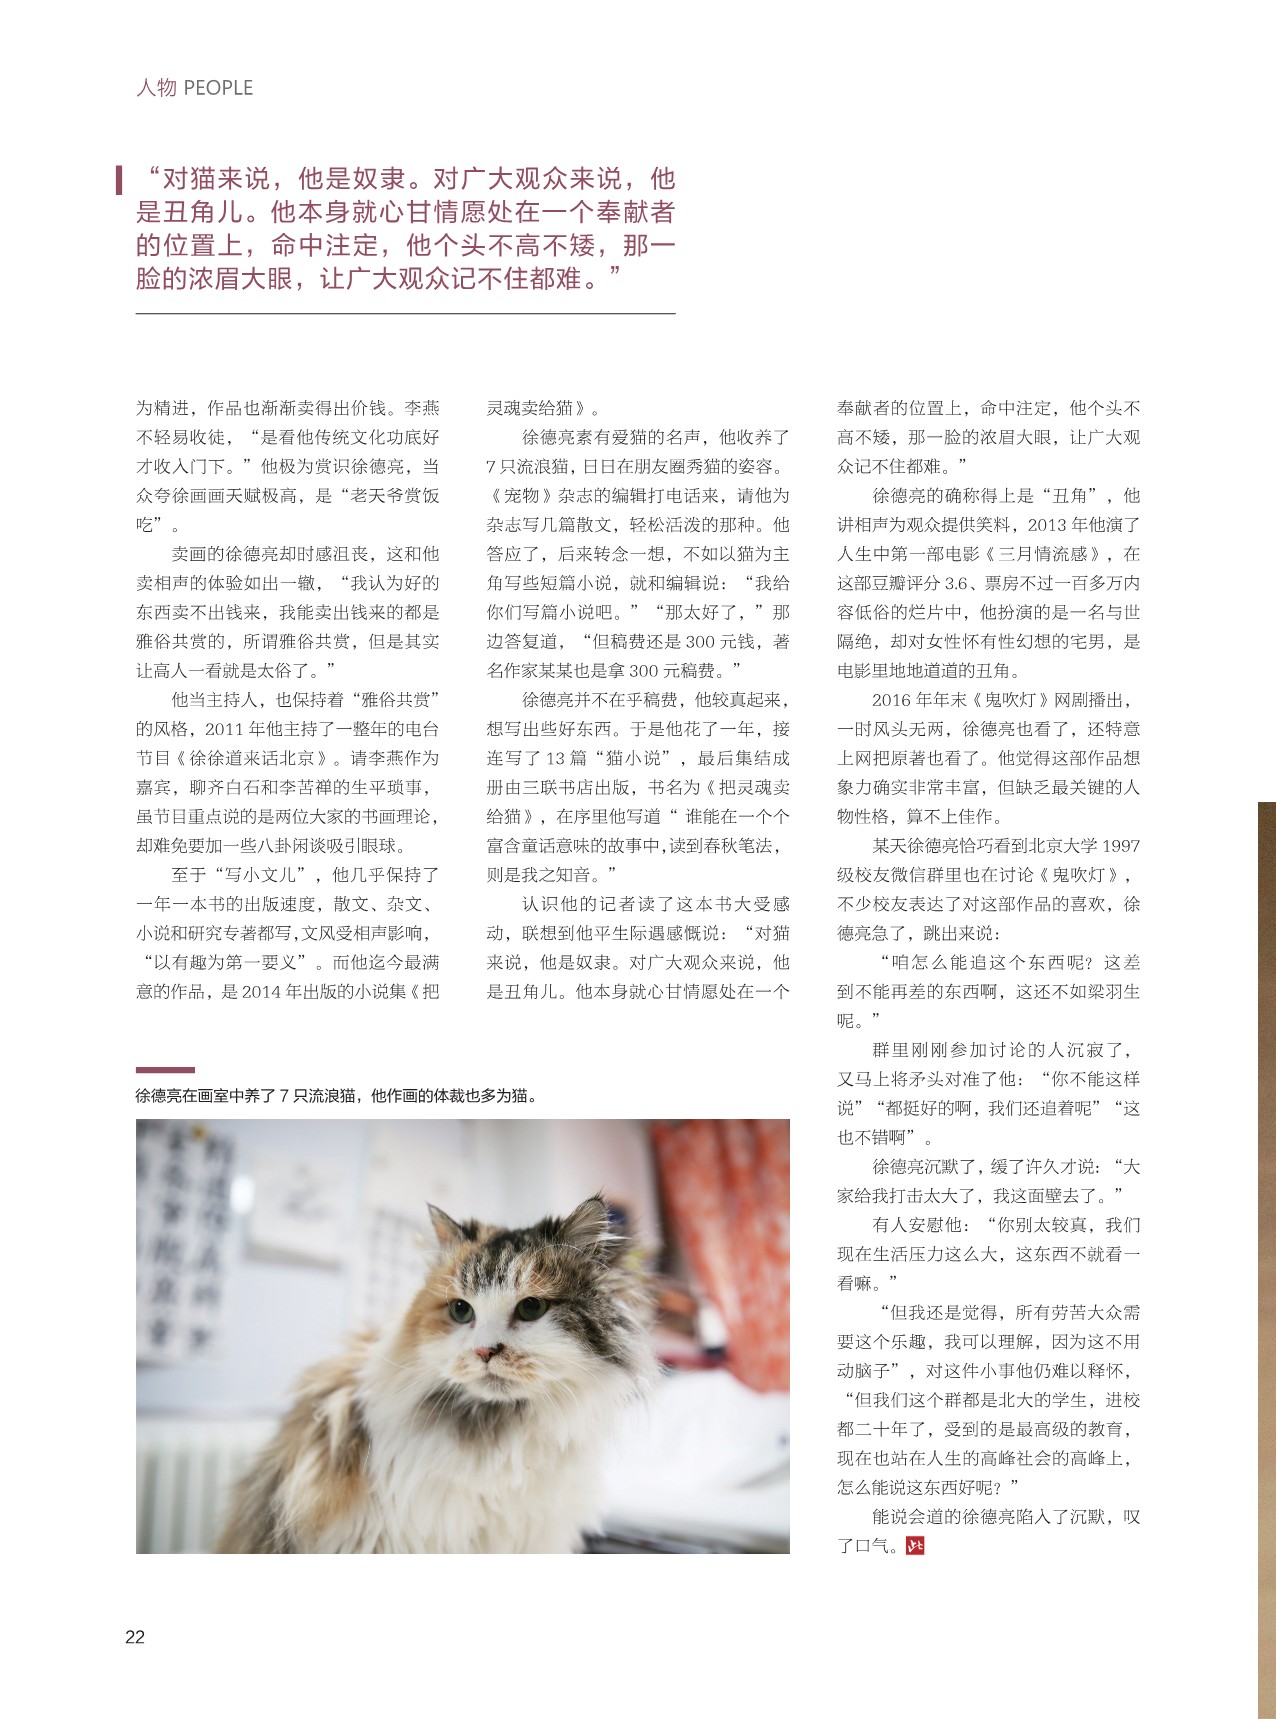 人物 PEOPLE
“对猫来说，他是奴隶。对广大观众来说，他
是丑角儿。他本身就心甘情愿处在一个奉献者
的位置上，命中注定，他个头不高不矮，那一
脸的浓眉大眼，让广大观众记不住都难。”
为精进，作品也渐渐卖得出价钱。李燕
不轻易收徒，“是看他传统文化功底好
才收入门下。”他极为赏识徐德亮，当
众夸徐画画天赋极高，是“老天爷赏饭
吃”。
卖画的徐德亮却时感沮丧，这和他
卖相声的体验如出一辙，“我认为好的
东西卖不出钱来，我能卖出钱来的都是
雅俗共赏的，所谓雅俗共赏，但是其实
让高人一看就是太俗了。”
他当主持人，也保持着“雅俗共赏”
的风格，2011 年他主持了一整年的电台
节目《徐徐道来话北京》。请李燕作为
嘉宾，聊齐白石和李苦禅的生平琐事，
虽节目重点说的是两位大家的书画理论，
却难免要加一些八卦闲谈吸引眼球。
至于“写小文儿”，他几乎保持了
一年一本书的出版速度，散文、杂文、
小说和研究专著都写，文风受相声影响，
“以有趣为第一要义”。而他迄今最满
意的作品，是 2014 年出版的小说集《把
灵魂卖给猫》。
徐德亮素有爱猫的名声，他收养了
7 只流浪猫，日日在朋友圈秀猫的姿容。
《宠物》杂志的编辑打电话来，请他为
杂志写几篇散文，轻松活泼的那种。他
答应了，后来转念一想，不如以猫为主
角写些短篇小说，就和编辑说：“我给
你们写篇小说吧。”“那太好了，”那
边答复道，“但稿费还是 300 元钱，著
名作家某某也是拿 300 元稿费。”
徐德亮并不在乎稿费，他较真起来，
想写出些好东西。于是他花了一年，接
连写了 13 篇“猫小说”，最后集结成
册由三联书店出版，书名为《把灵魂卖
给猫》，在序里他写道“ 谁能在一个个
富含童话意味的故事中，读到春秋笔法，
则是我之知音。”
认识他的记者读了这本书大受感
动，联想到他平生际遇感慨说：“对猫
来说，他是奴隶。对广大观众来说，他
是丑角儿。他本身就心甘情愿处在一个
奉献者的位置上，命中注定，他个头不
高不矮，那一脸的浓眉大眼，让广大观
众记不住都难。”
徐德亮的确称得上是“丑角”，他
讲相声为观众提供笑料，2013 年他演了
人生中第一部电影《三月情流感》，在
这部豆瓣评分 3.6、票房不过一百多万内
容低俗的烂片中，他扮演的是一名与世
隔绝，却对女性怀有性幻想的宅男，是
电影里地地道道的丑角。
2016 年年末《鬼吹灯》网剧播出，
一时风头无两，徐德亮也看了，还特意
上网把原著也看了。他觉得这部作品想
象力确实非常丰富，但缺乏最关键的人
物性格，算不上佳作。
某天徐德亮恰巧看到北京大学 1997
级校友微信群里也在讨论《鬼吹灯》，
不少校友表达了对这部作品的喜欢，徐
德亮急了，跳出来说：
“咱怎么能追这个东西呢？这差
到不能再差的东西啊，这还不如梁羽生
呢。”
群里刚刚参加讨论的人沉寂了，
又马上将矛头对准了他：“你不能这样
说”“都挺好的啊，我们还追着呢”“这
也不错啊”。
徐德亮沉默了，缓了许久才说：“大
家给我打击太大了，我这面壁去了。”
有人安慰他：“你别太较真，我们
现在生活压力这么大，这东西不就看一
看嘛。”
“但我还是觉得，所有劳苦大众需
要这个乐趣，我可以理解，因为这不用
动脑子”，对这件小事他仍难以释怀，
“但我们这个群都是北大的学生，进校
都二十年了，受到的是最高级的教育，
现在也站在人生的高峰社会的高峰上，
怎么能说这东西好呢？”
能说会道的徐德亮陷入了沉默，叹
了口气。
徐德亮在画室中养了 7 只流浪猫，他作画的体裁也多为猫。
22